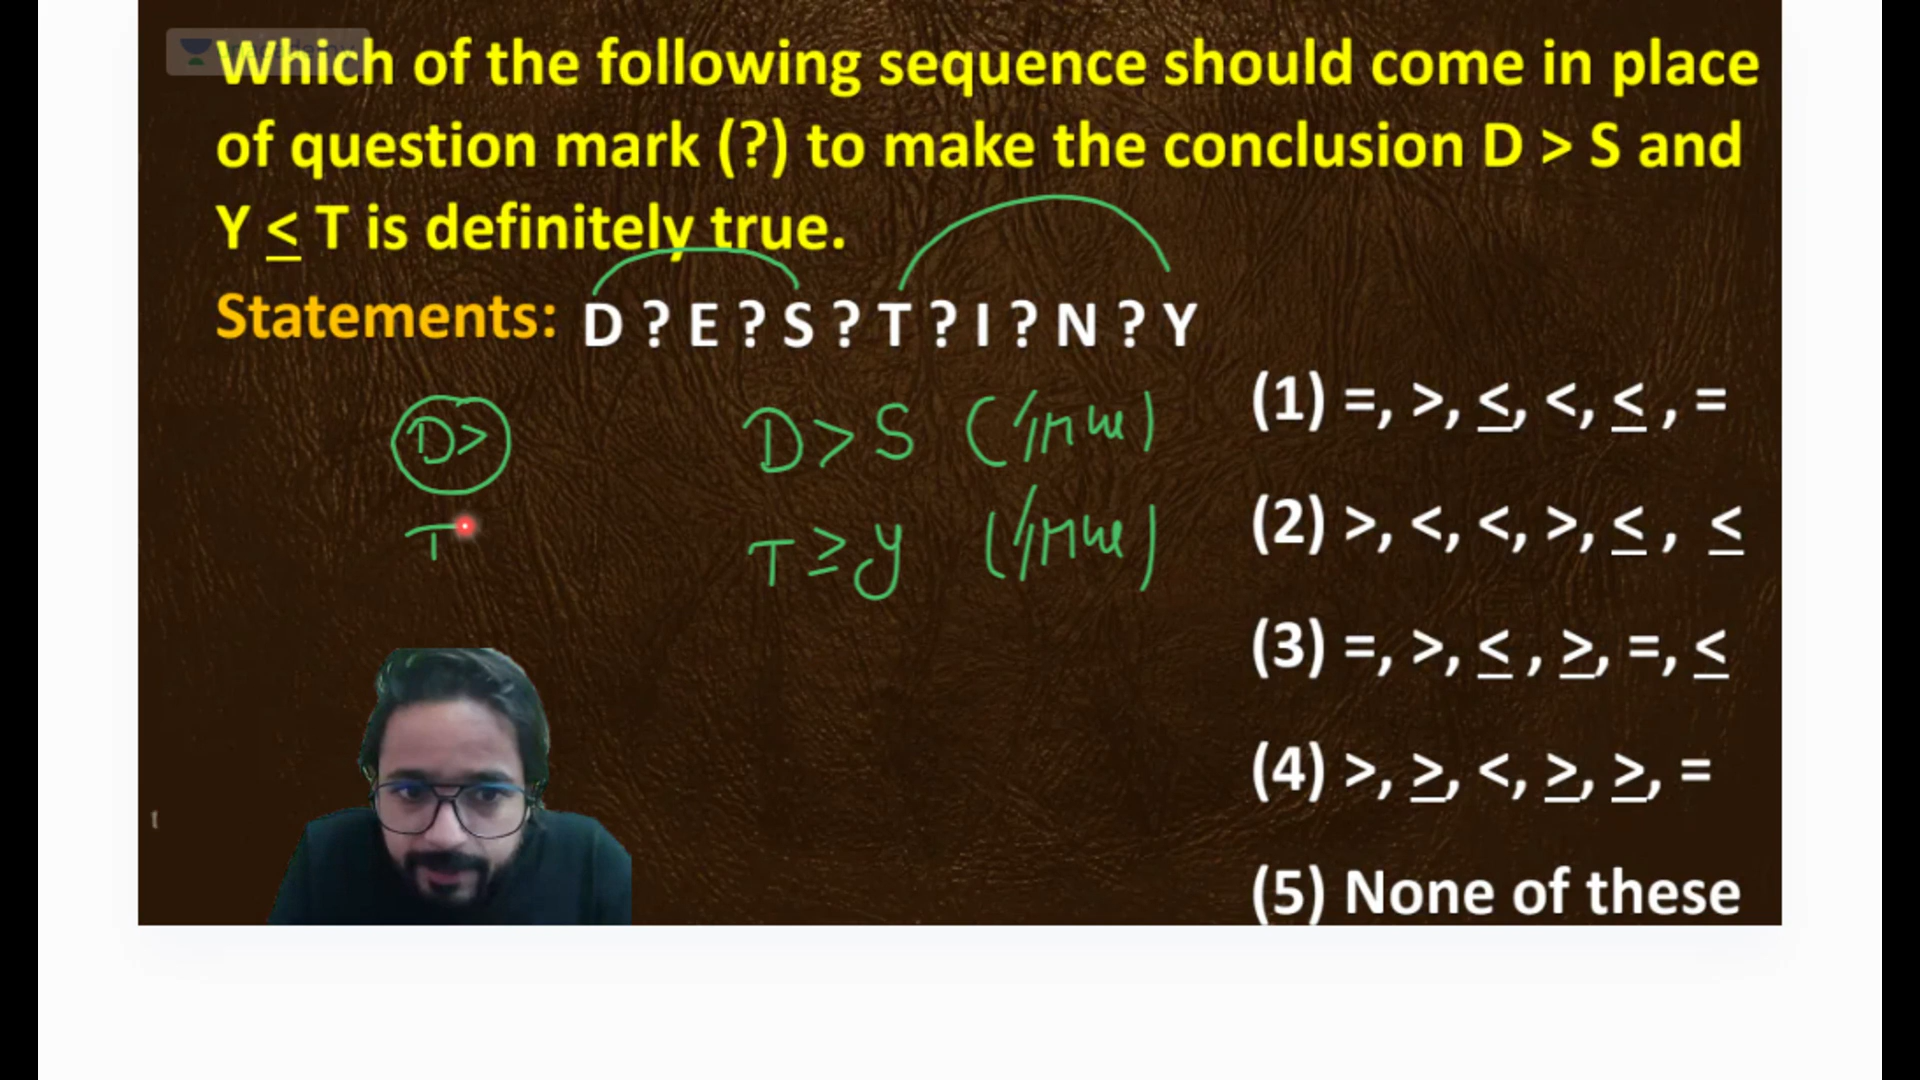 Which of the following sequence should come in place
of question mark (?) to make the conclusion D > S and
Y ≤ T is definitely true.
Statements: D ? E ? S ? T ? I ? N ? Y
(1) =, >, ≤, <, ≤ , =
D>
D > S
(2) >, <, <, >, ≤ , ≤
T
T ≥ y
(3) =, >, ≤ , ≥, =, ≤
(4) >, ≥, <, ≥, ≥, =
(5) None of these